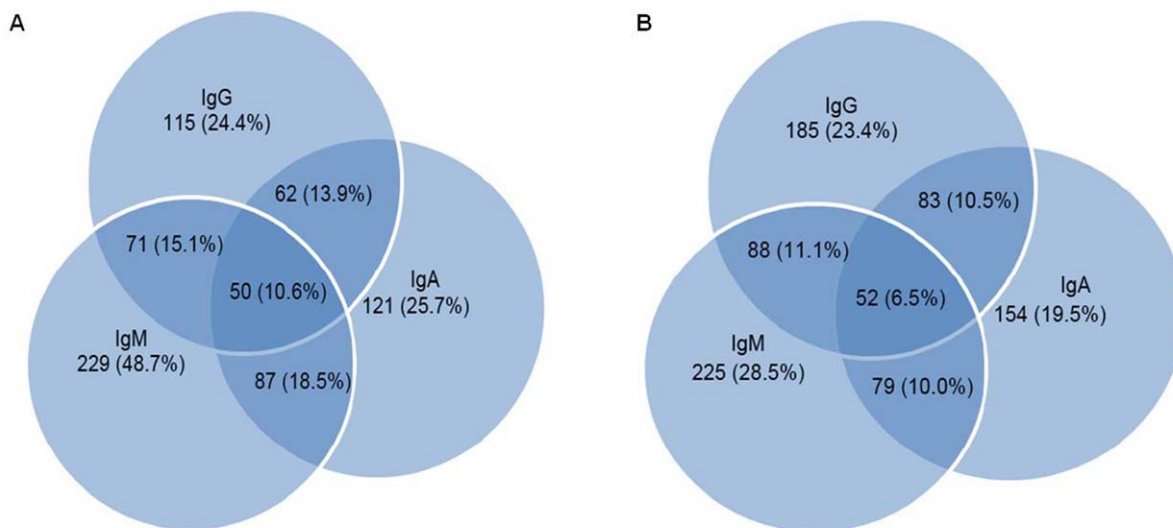 A
IgG
115 (24.4%)
62 (13.9%)
71 (15.1%)
50 (10.6%)
IgA
121 (25.7%)
IgM
229 (48.7%)
87 (18.5%)
B
IgG
185 (23.4%)
83 (10.5%)
88 (11.1%)
52 (6.5%)
IgA
154 (19.5%)
IgM
225 (28.5%)
79 (10.0%)